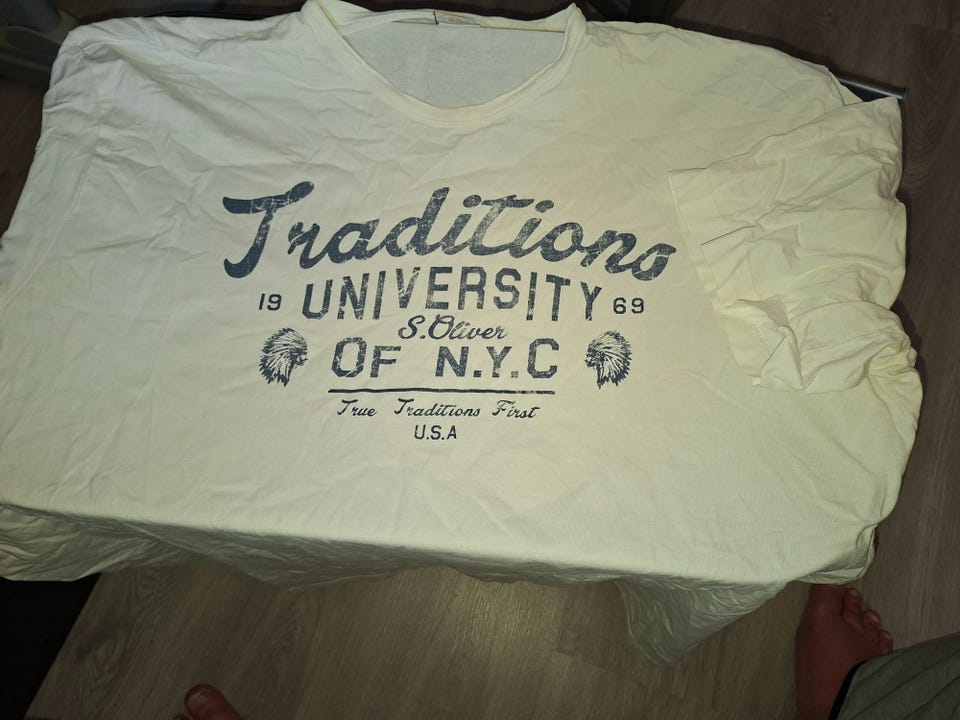 Traditions
19 UNIVERSITY 69
S.Oliver
OF N.Y.C
True Traditions First
U.S.A